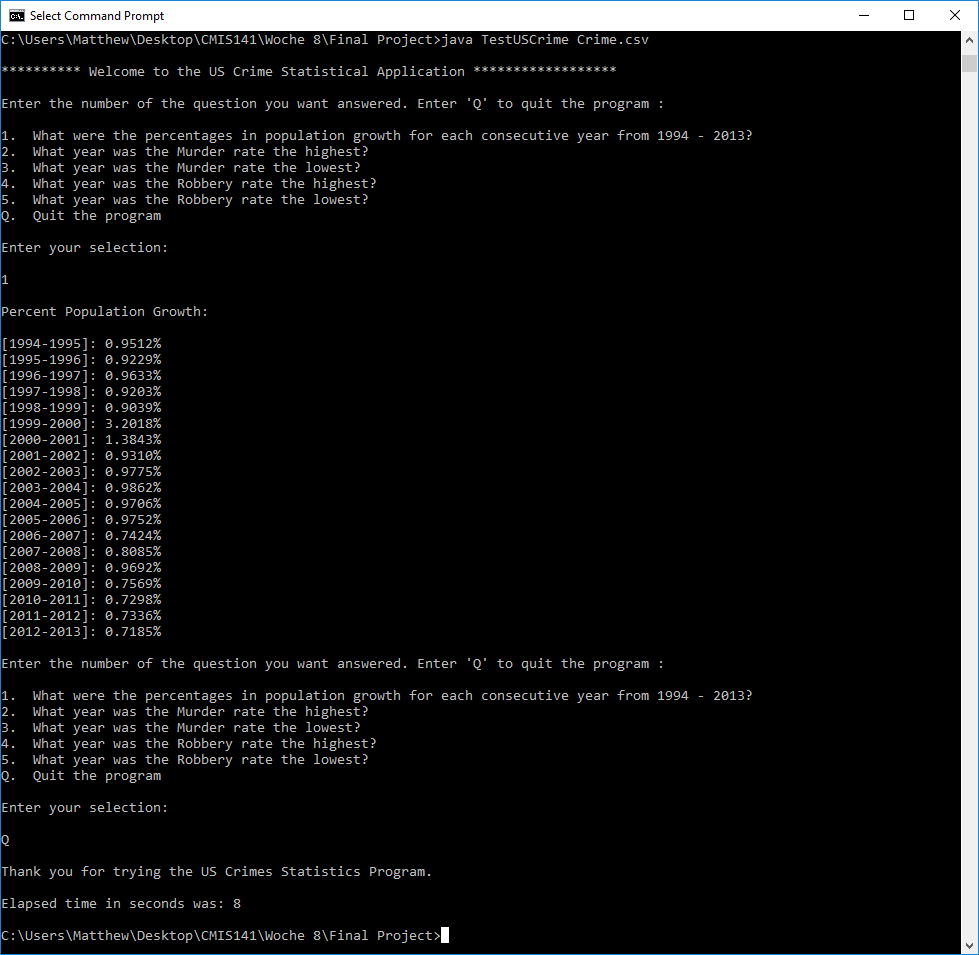 Select Command Prompt
C:\Users\Matthew\Desktop\CMIS141\Woche 8\Final Project>java TestUSCrime Crime.csv
********** Welcome to the US Crime Statistical Application ******************
Enter the number of the question you want answered. Enter 'Q' to quit the program :
1.  What were the percentages in population growth for each consecutive year from 1994 - 2013?
2.  What year was the Murder rate the highest?
3.  What year was the Murder rate the lowest?
4.  What year was the Robbery rate the highest?
5.  What year was the Robbery rate the lowest?
Q.  Quit the program
Enter your selection:
1
Percent Population Growth:
[1994-1995]: 0.9512%
[1995-1996]: 0.9229%
[1996-1997]: 0.9633%
[1997-1998]: 0.9203%
[1998-1999]: 0.9039%
[1999-2000]: 3.2018%
[2000-2001]: 1.3843%
[2001-2002]: 0.9310%
[2002-2003]: 0.9775%
[2003-2004]: 0.9862%
[2004-2005]: 0.9706%
[2005-2006]: 0.9752%
[2006-2007]: 0.7424%
[2007-2008]: 0.8085%
[2008-2009]: 0.9692%
[2009-2010]: 0.7569%
[2010-2011]: 0.7298%
[2011-2012]: 0.7336%
[2012-2013]: 0.7185%
Enter the number of the question you want answered. Enter 'Q' to quit the program :
1.  What were the percentages in population growth for each consecutive year from 1994 - 2013?
2.  What year was the Murder rate the highest?
3.  What year was the Murder rate the lowest?
4.  What year was the Robbery rate the highest?
5.  What year was the Robbery rate the lowest?
Q.  Quit the program
Enter your selection:
Q
Thank you for trying the US Crimes Statistics Program.
Elapsed time in seconds was: 8
C:\Users\Matthew\Desktop\CMIS141\Woche 8\Final Project>